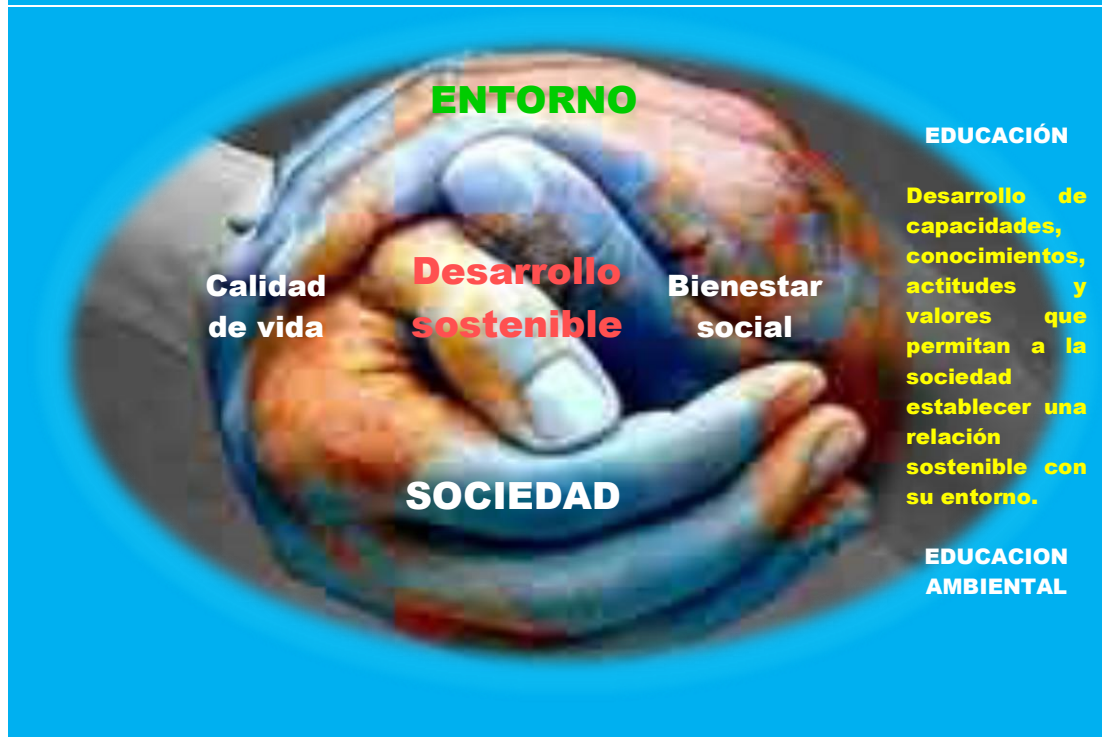 ENTORNO
Calidad
de vida
Desarrollo
sostenible
Bienestar
social
SOCIEDAD
EDUCACIÓN
Desarrollo de
capacidades,
conocimientos,
actitudes y
valores que
permitan a la
sociedad
establecer una
relación
sostenible con
su entorno.
EDUCACION
AMBIENTAL